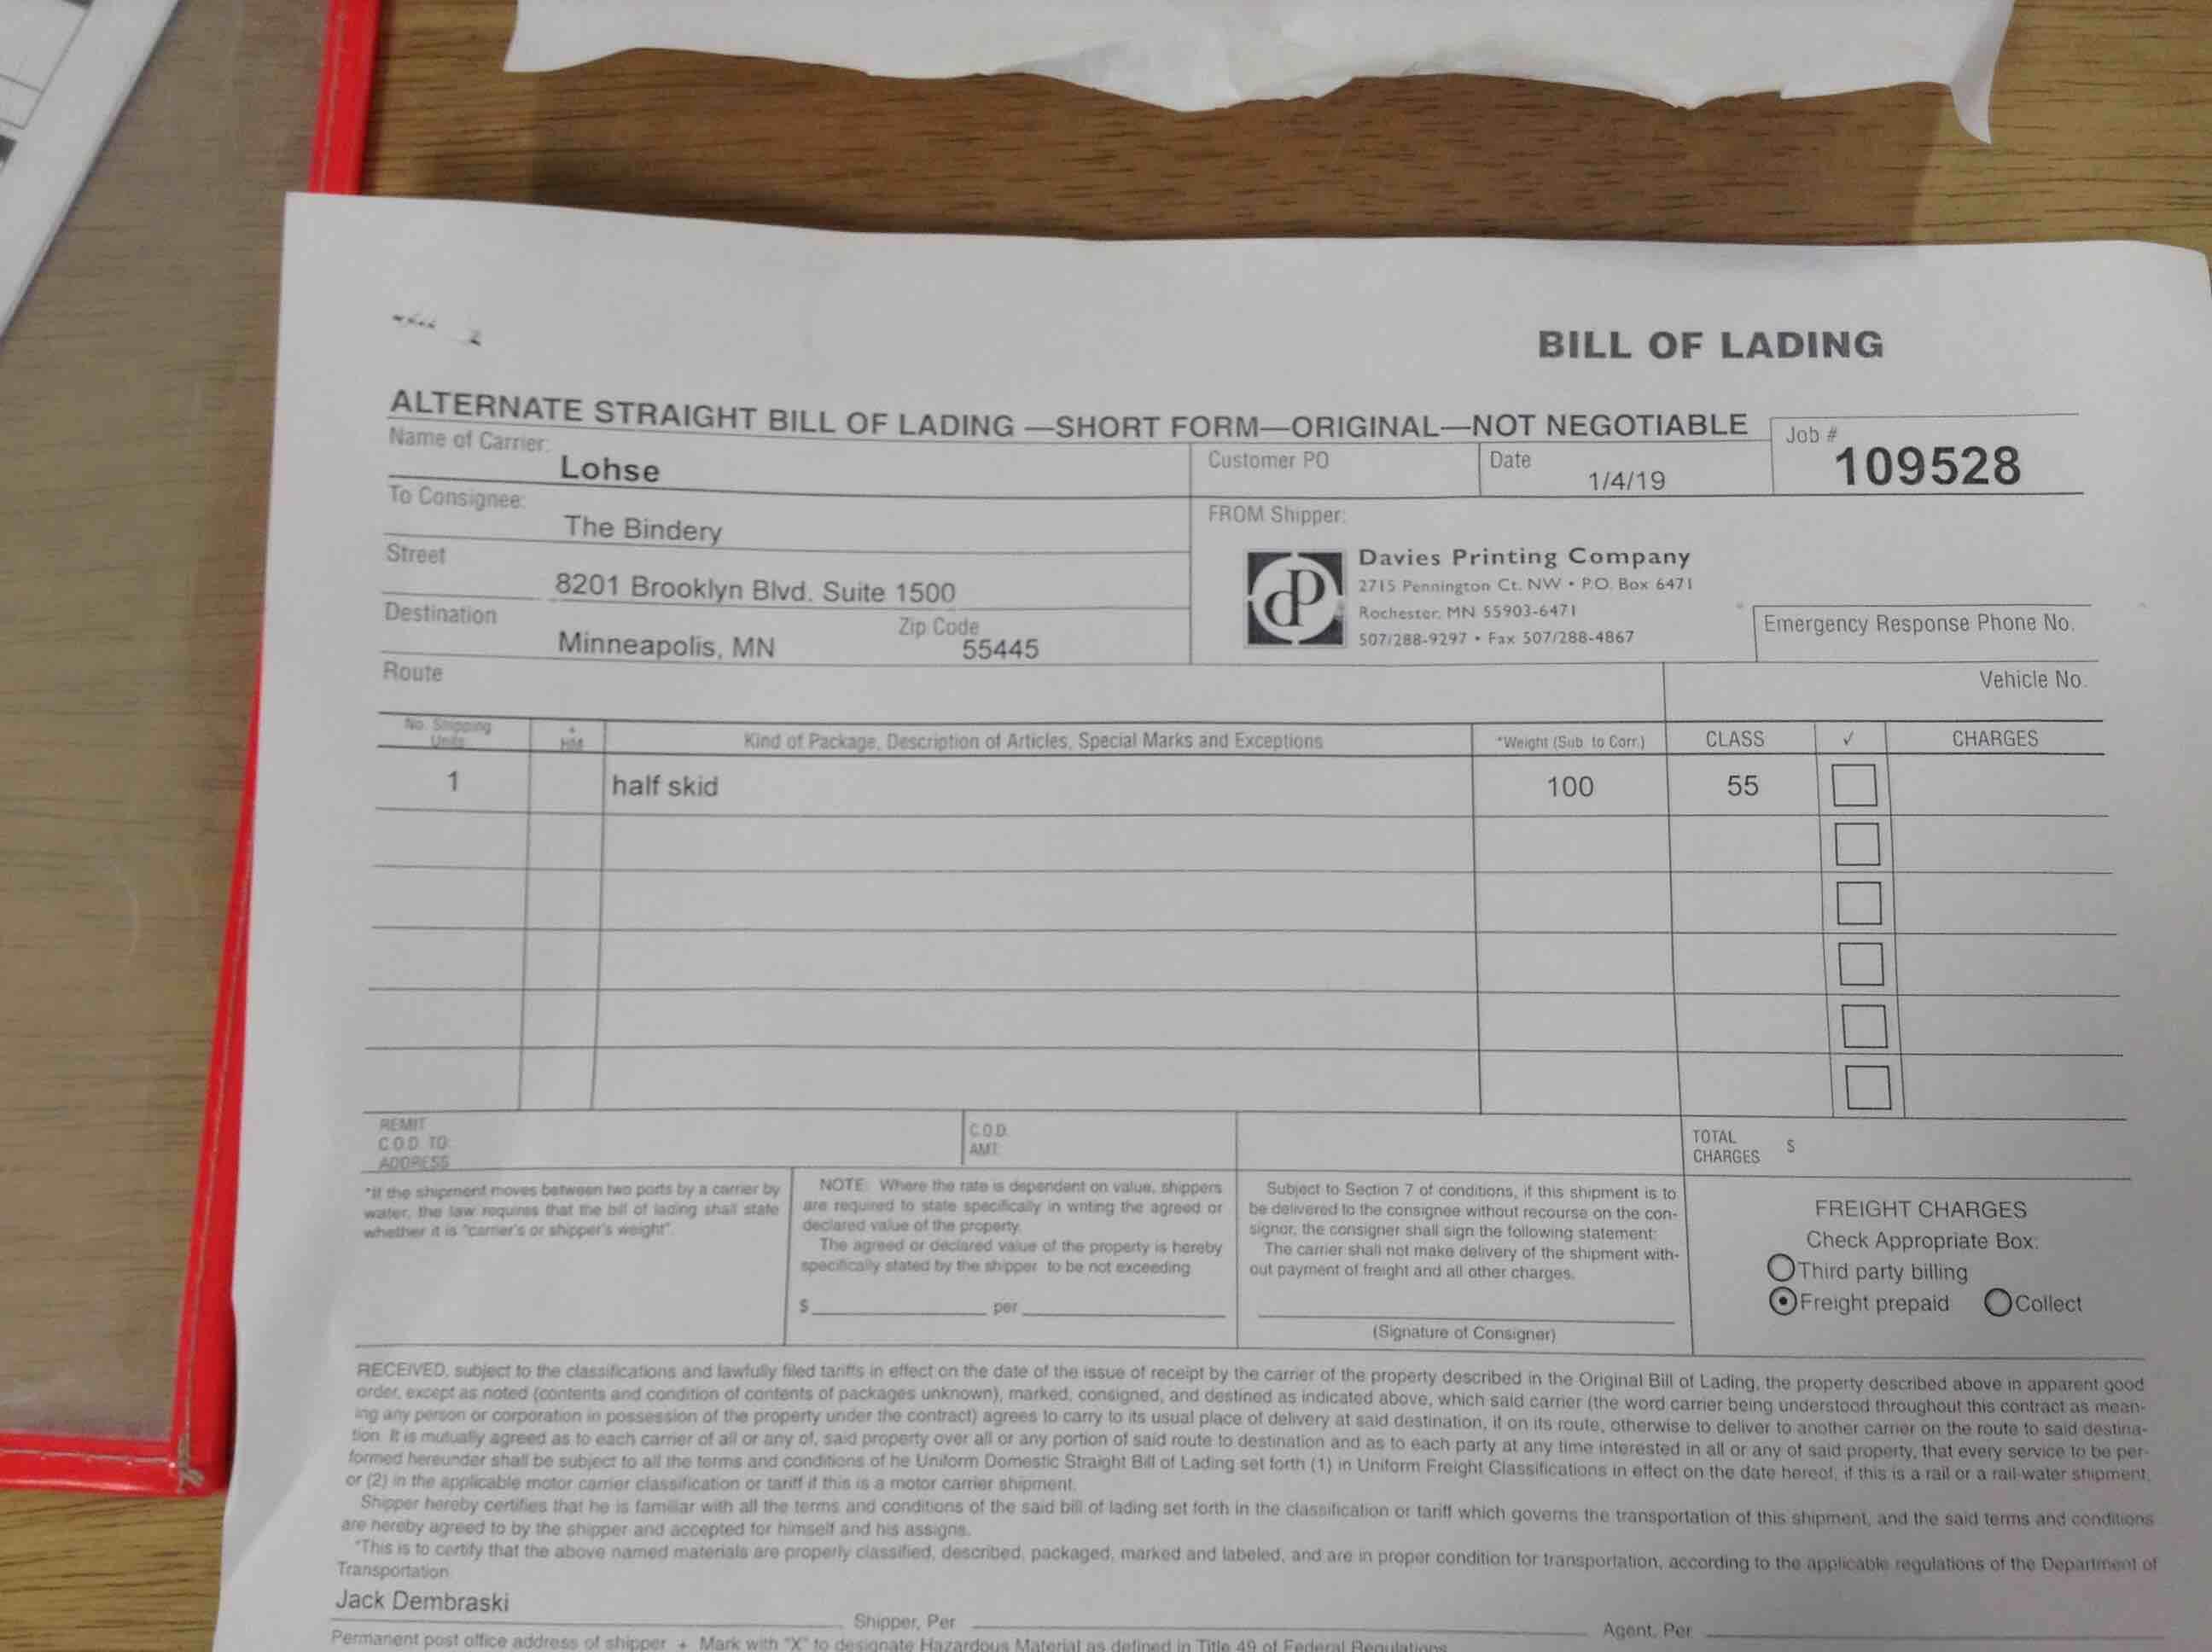 BILL OF LADING
ALTERNATE STRAIGHT BILL OF LADING —SHORT FORM—ORIGINAL—NOT NEGOTIABLE
Name of Carrier: Lohse
Customer PO
Date 1/4/19
Job # 109528
To Consignee: The Bindery
Street 8201 Brooklyn Blvd. Suite 1500
Destination Minneapolis, MN Zip Code 55445
FROM Shipper:
dP
Davies Printing Company
2715 Pennington Ct. NW • P.O. Box 6471
Rochester, MN 55903-6471
507/288-9297 • Fax 507/288-4867
Emergency Response Phone No.
Route
Vehicle No.
No. Shipping Units + HM Kind of Package, Description of Articles, Special Marks and Exceptions *Weight (Sub. to Corr.) CLASS ✓ CHARGES
1 half skid 100 55
REMIT
C.O.D. TO
ADDRESS
C.O.D.
AMT
TOTAL
CHARGES $
*If the shipment moves between two ports by a carrier by
water, the law requires that the bill of lading shall state
whether it is "carrier's or shipper's weight".
NOTE: Where the rate is dependent on value, shippers
are required to state specifically in writing the agreed or
declared value of the property.
The agreed or declared value of the property is hereby
specifically stated by the shipper to be not exceeding
$ per
Subject to Section 7 of conditions, if this shipment is to
be delivered to the consignee without recourse on the con-
signor, the consigner shall sign the following statement:
The carrier shall not make delivery of the shipment with-
out payment of freight and all other charges.
(Signature of Consigner)
FREIGHT CHARGES
Check Appropriate Box:
Third party billing
Freight prepaid Collect
RECEIVED, subject to the classifications and lawfully filed tariffs in effect on the date of the issue of receipt by the carrier of the property described in the Original Bill of Lading, the property described above in apparent good
order, except as noted (contents and condition of contents of packages unknown), marked, consigned, and destined as indicated above, which said carrier (the word carrier being understood throughout this contract as mean-
ing any person or corporation in possession of the property under the contract) agrees to carry to its usual place of delivery at said destination, if on its route, otherwise to deliver to another carrier on the route to said destina-
tion. It is mutually agreed as to each carrier of all or any of, said property over all or any portion of said route to destination and as to each party at any time interested in all or any of said property, that every service to be per-
formed hereunder shall be subject to all the terms and conditions of he Uniform Domestic Straight Bill of Lading set forth (1) in Uniform Freight Classifications in effect on the date hereof, if this is a rail or a rail-water shipment,
or (2) in the applicable motor carrier classification or tariff if this is a motor carrier shipment.
Shipper hereby certifies that he is familiar with all the terms and conditions of the said bill of lading set forth in the classification or tariff which governs the transportation of this shipment, and the said terms and conditions
are hereby agreed to by the shipper and accepted for himself and his assigns.
*This is to certify that the above named materials are properly classified, described, packaged, marked and labeled, and are in proper condition for transportation, according to the applicable regulations of the Department of
Transportation
Jack Dembraski
Shipper, Per
Agent, Per
Permanent post office address of shipper + Mark with "X" to designate Hazardous Material as defined in Title 49 of Federal Regulations